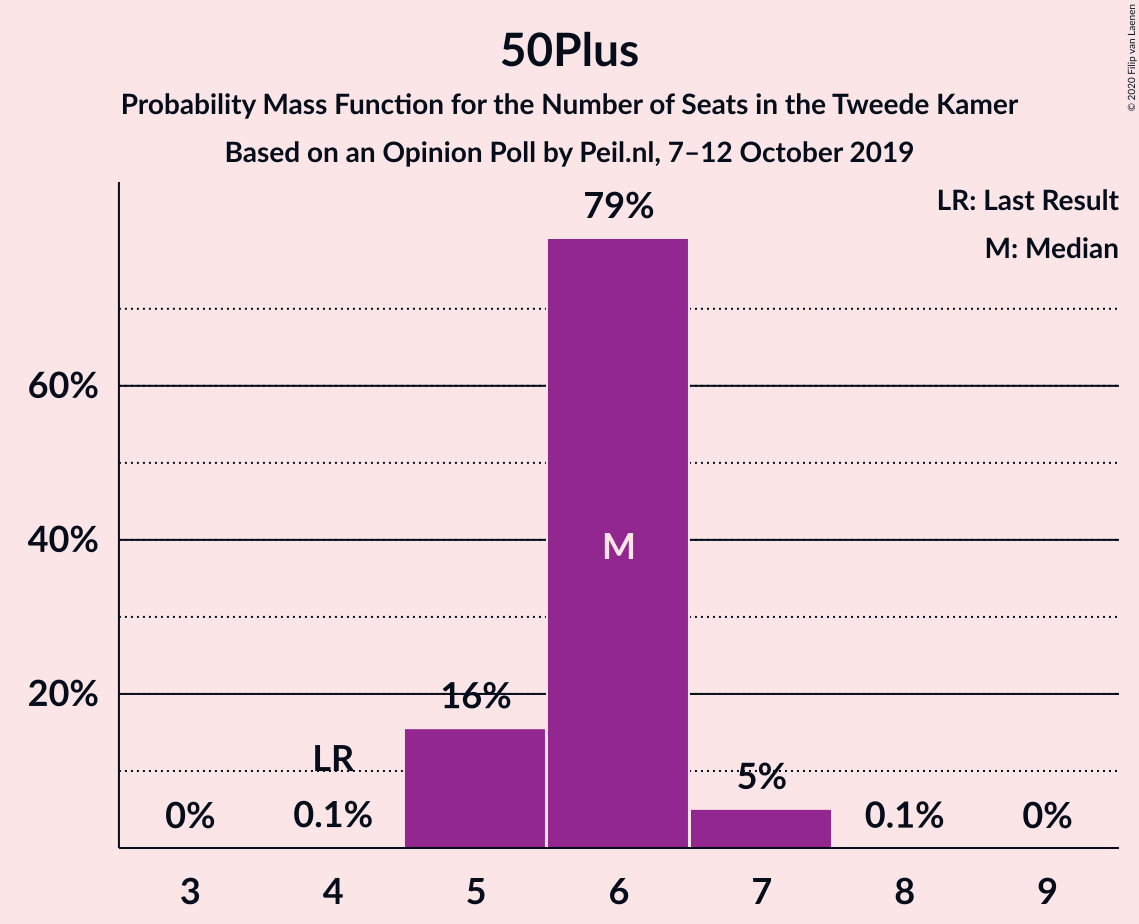 50Plus
Probability Mass Function for the Number of Seats in the Tweede Kamer
Based on an Opinion Poll by Peil.nl, 7–12 October 2019
© 2020 Filip van Laenen
LR: Last Result
M: Median
79%
60%
40%
M
20%
16%
LR
5%
0%
0.1%
0.1%
0%
3
4
5
6
7
8
9